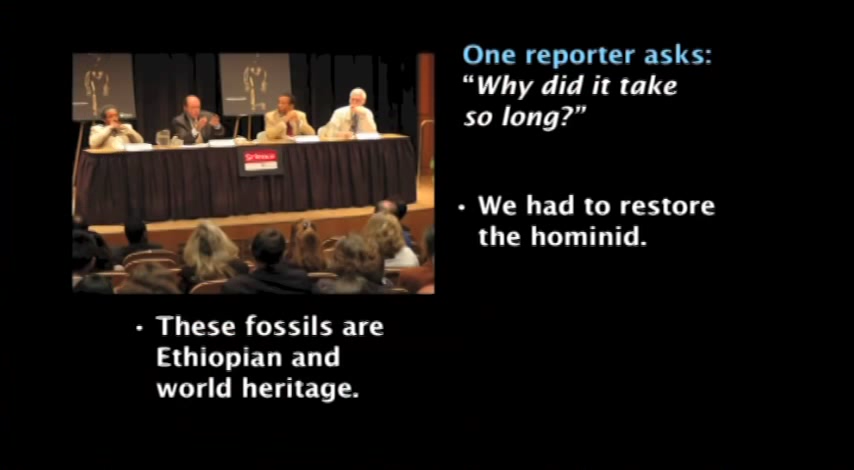 One reporter asks:
“Why did it take
so long?”
• We had to restore
the hominid.
Science
• These fossils are
Ethiopian and
world heritage.